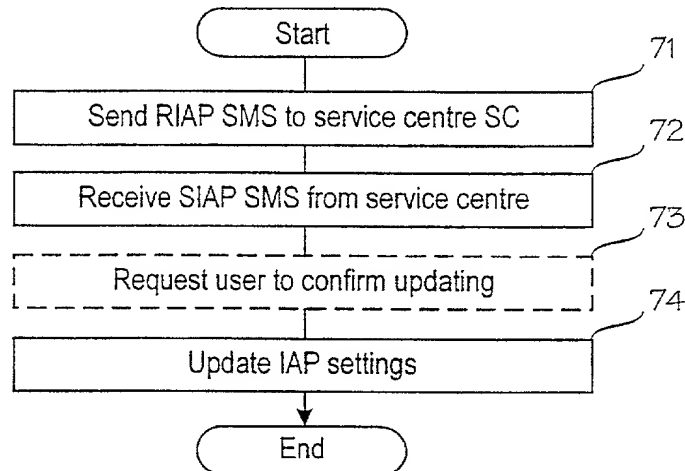 Start
71
Send RIAP SMS to service centre SC
72
Receive SIAP SMS from service centre
73
Request user to confirm updating
74
Update IAP settings
End